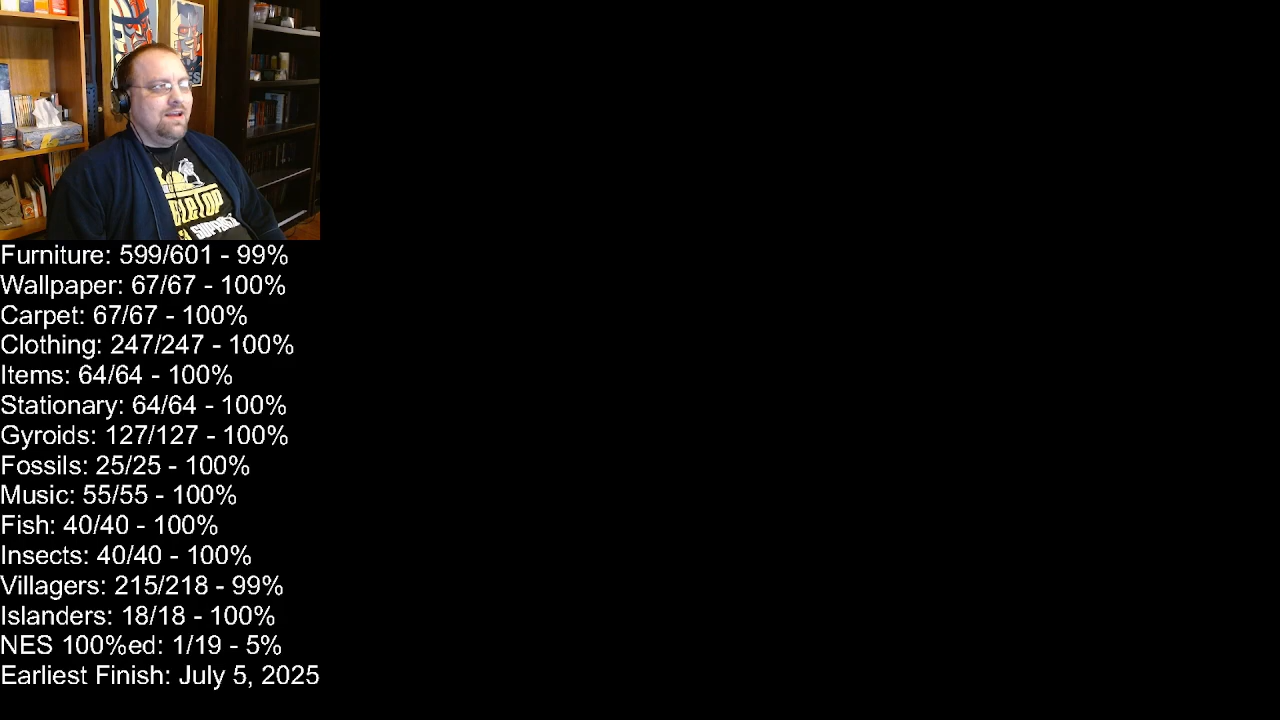 Furniture: 599/601 - 99%
Wallpaper: 67/67 - 100%
Carpet: 67/67 - 100%
Clothing: 247/247 - 100%
Items: 64/64 - 100%
Stationary: 64/64 - 100%
Gyroids: 127/127 - 100%
Fossils: 25/25 - 100%
Music: 55/55 - 100%
Fish: 40/40 - 100%
Insects: 40/40 - 100%
Villagers: 215/218 - 99%
Islanders: 18/18 - 100%
NES 100%ed: 1/19 - 5%
Earliest Finish: July 5, 2025